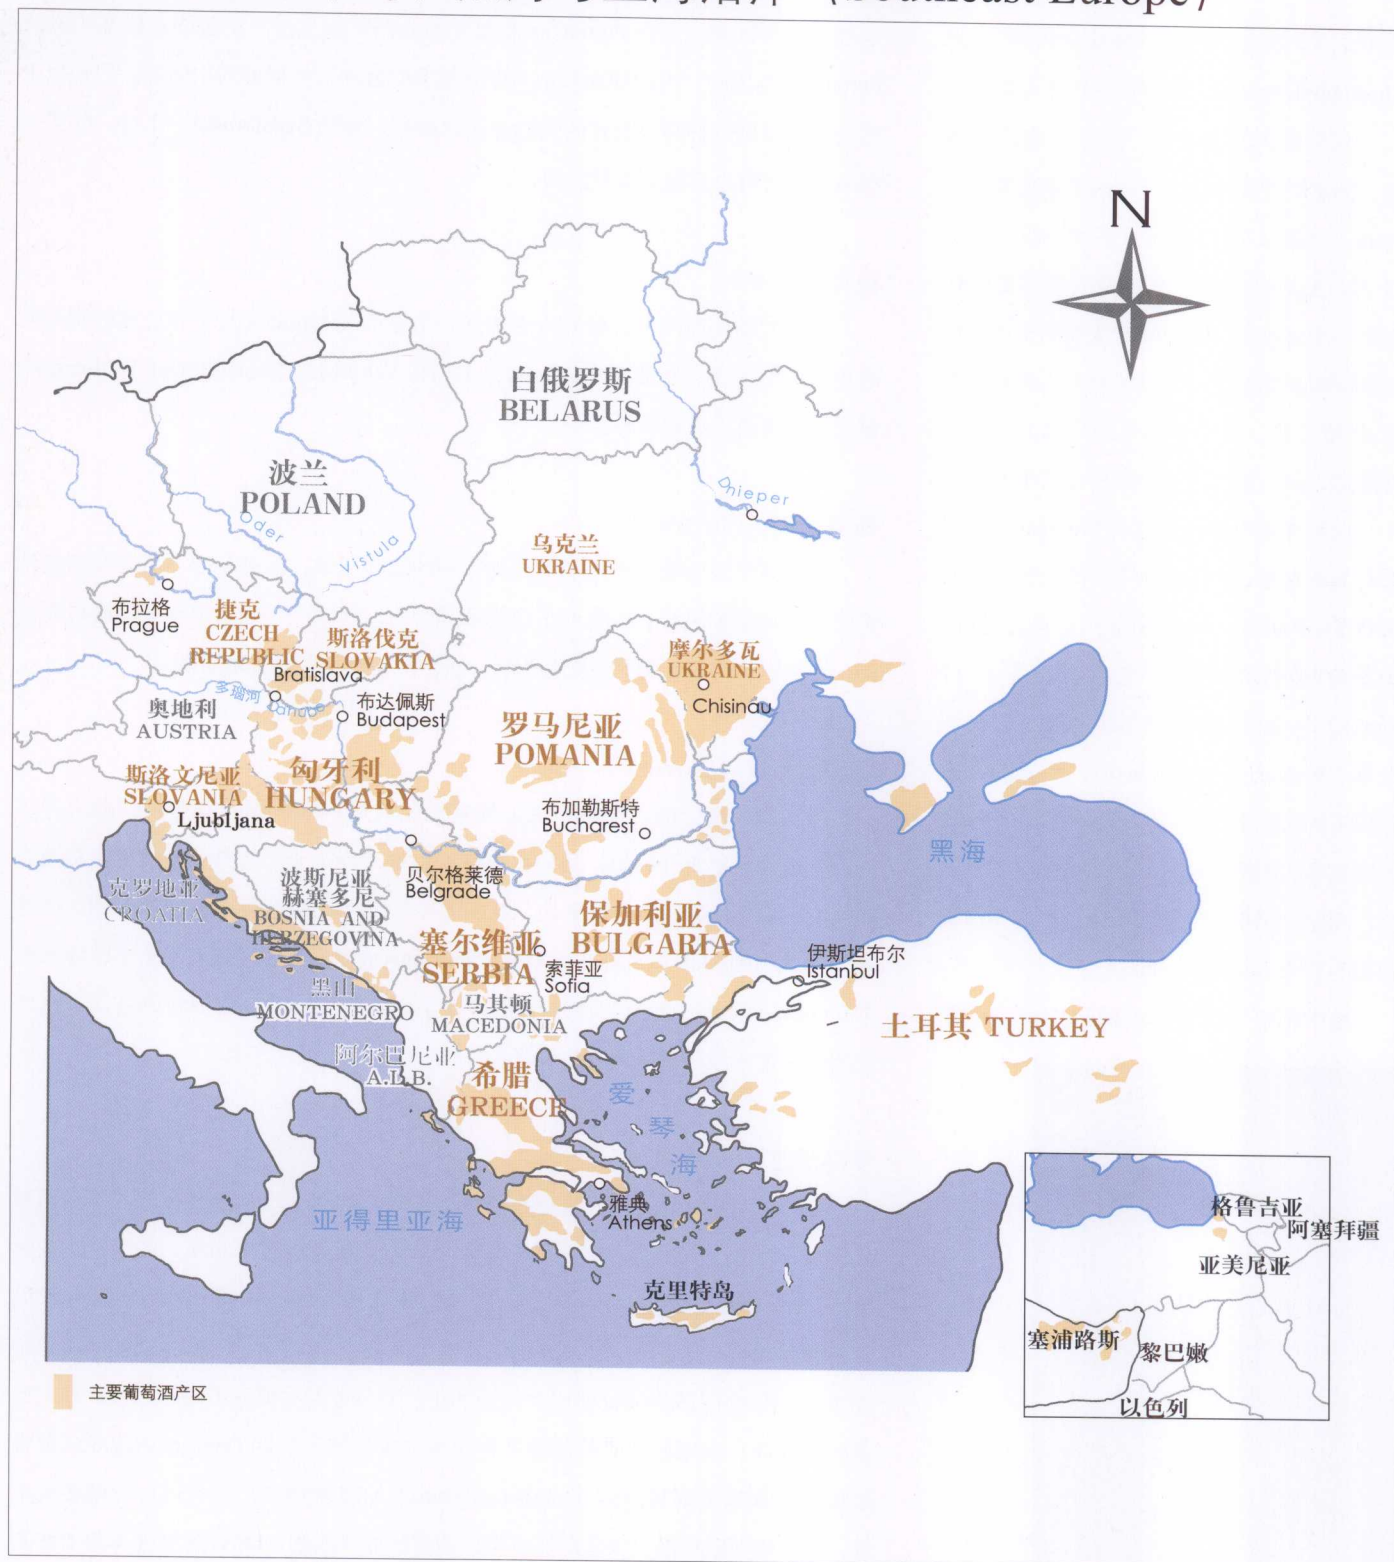 (Southeast Europe)
N
白俄罗斯
BELARUS
波兰
POLAND
Oder
Vistula
Dnieper
乌克兰
UKRAINE
布拉格
Prague
捷克
CZECH
REPUBLIC
斯洛伐克
SLOVAKIA
Bratislava
摩尔多瓦
UKRAINE
Chisinau
多瑙河 Danube
布达佩斯
Budapest
奥地利
AUSTRIA
罗马尼亚
POMANIA
斯洛文尼亚
SLOVANIA
Ljubljana
匈牙利
HUNGARY
布加勒斯特
Bucharest
黑海
克罗地亚
CROATIA
波斯尼亚
赫塞多尼
BOSNIA AND
HERZEGOVINA
贝尔格莱德
Belgrade
塞尔维亚
SERBIA
保加利亚
BULGARIA
索菲亚
Sofia
伊斯坦布尔
Istanbul
黑山
MONTENEGRO
马其顿
MACEDONIA
土耳其 TURKEY
阿尔巴尼亚
A.L.B.
希腊
GREECE
爱
琴
海
雅典
Athens
亚得里亚海
克里特岛
格鲁吉亚
阿塞拜疆
亚美尼亚
塞浦路斯
黎巴嫩
以色列
主要葡萄酒产区